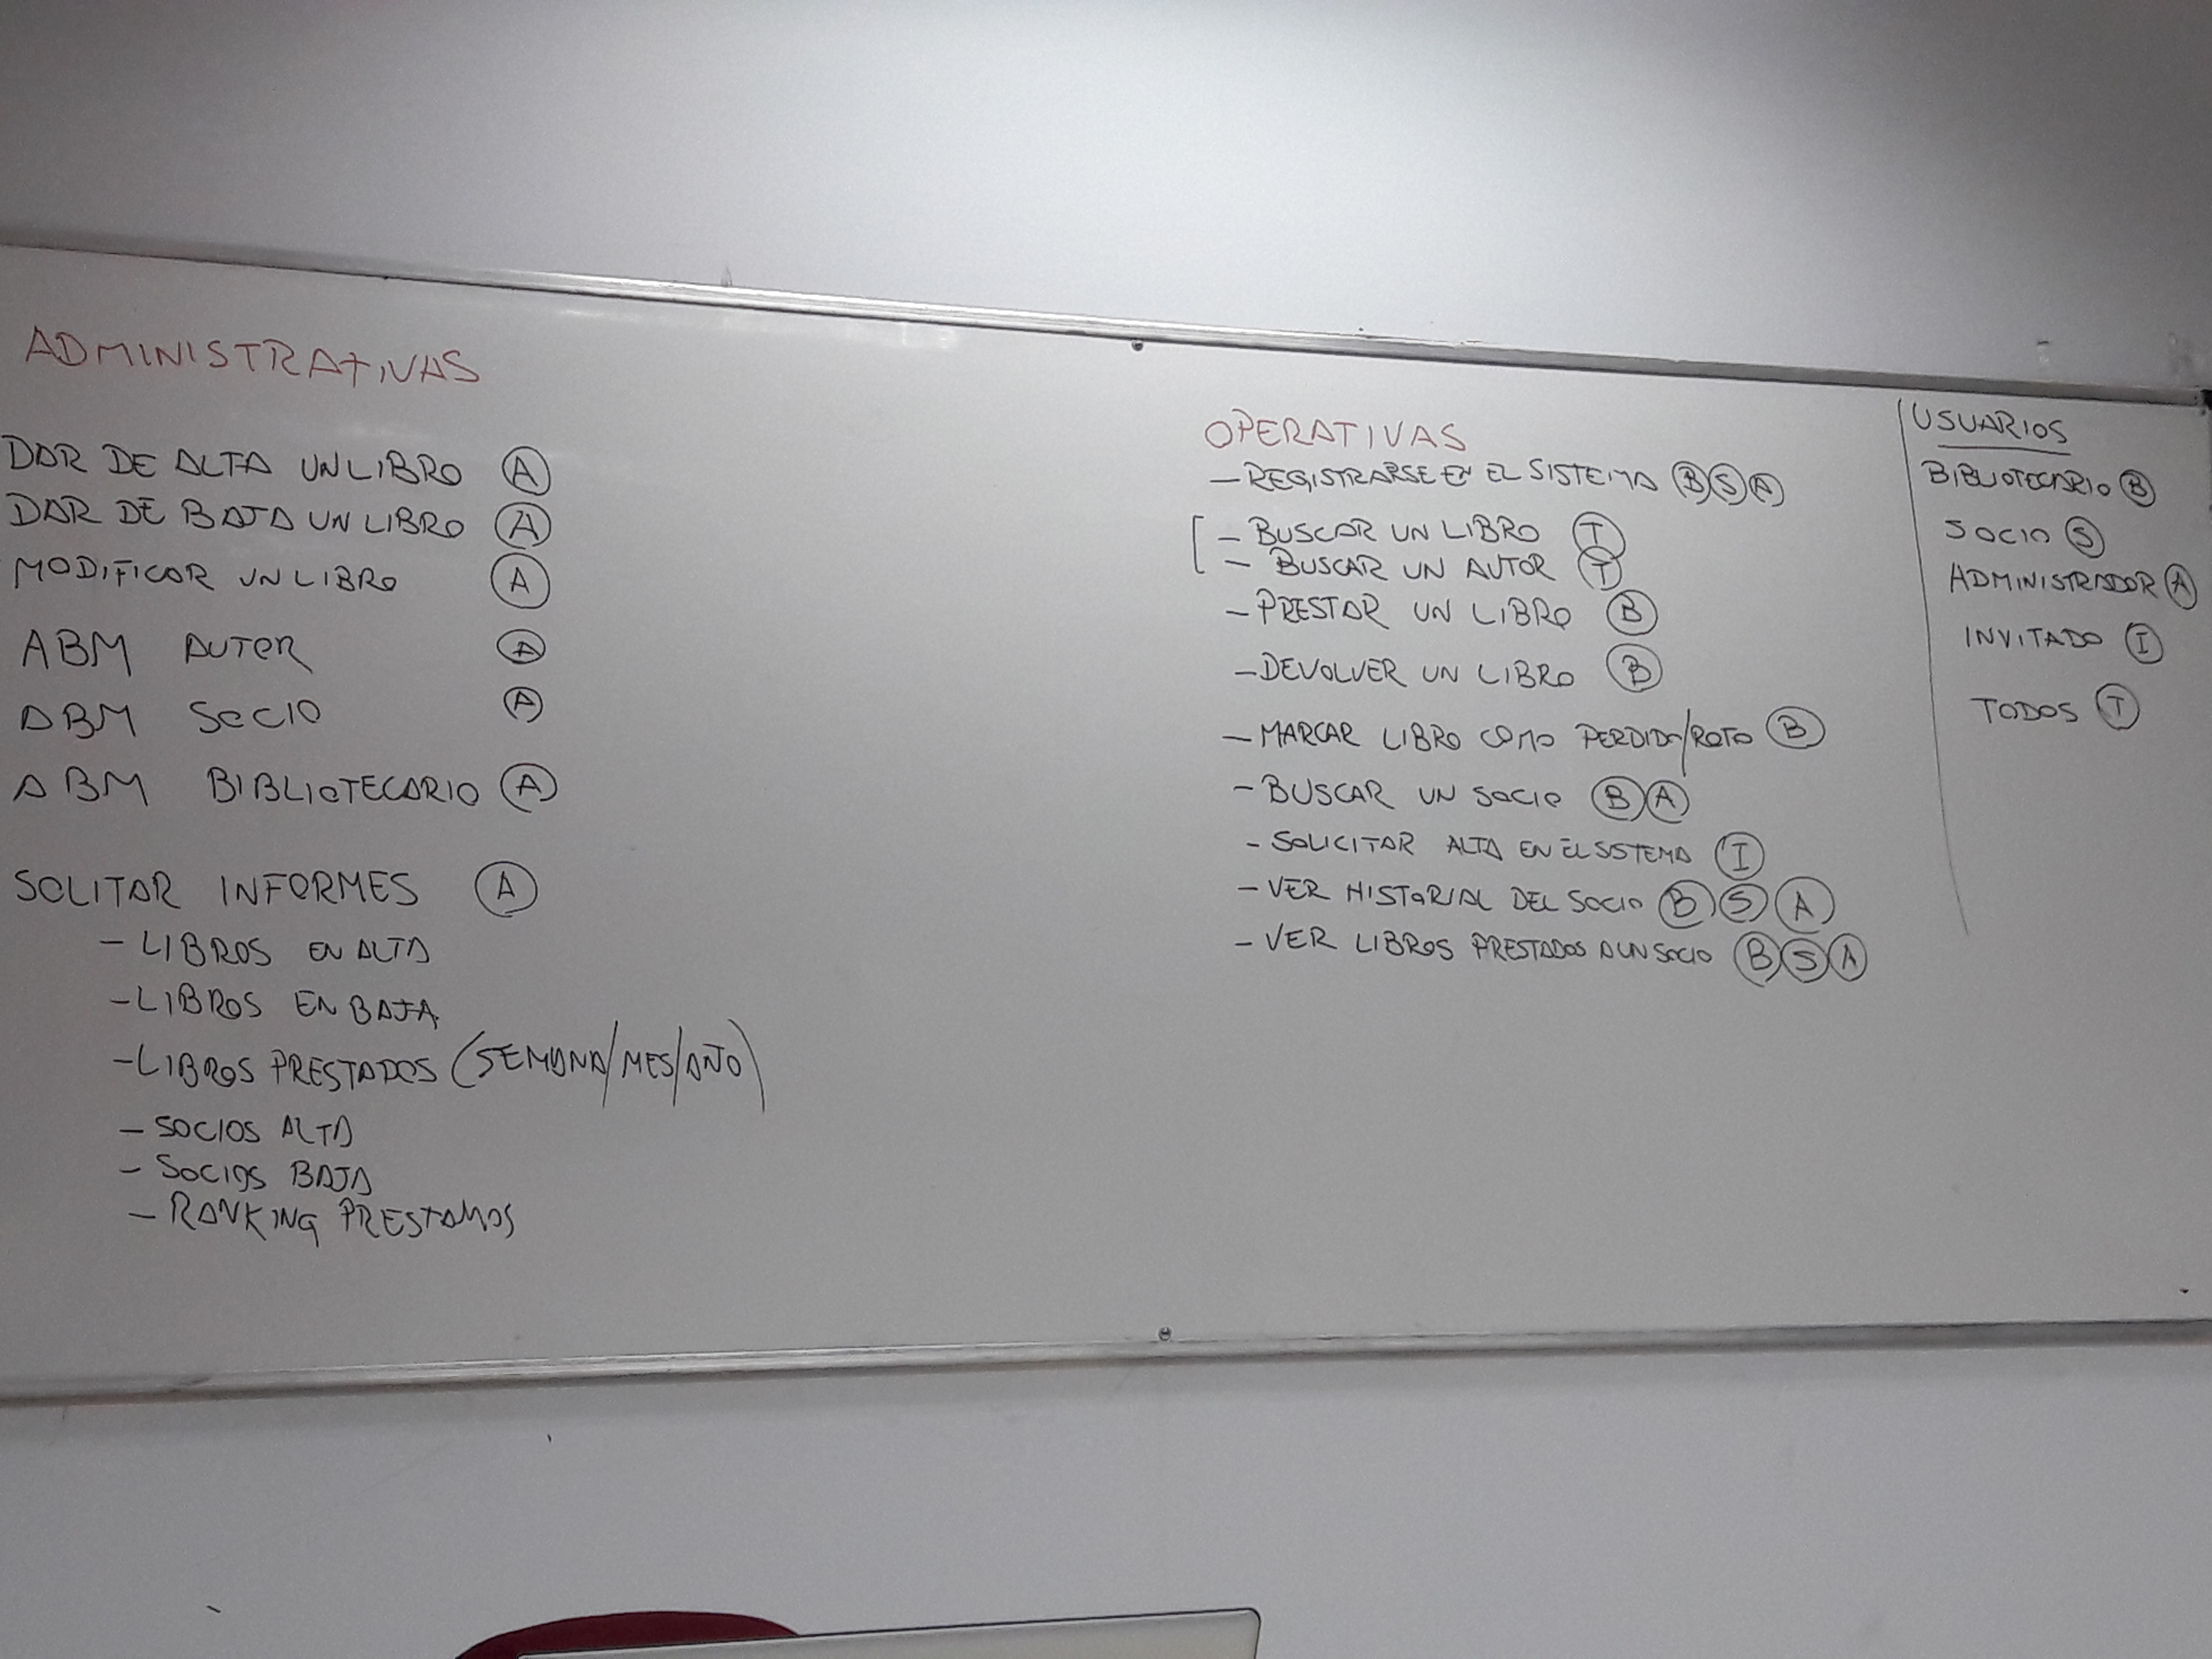 ADMINISTRATIVAS
DAR DE ALTA UN LIBRO A
DAR DE BAJA UN LIBRO A
MODIFICAR UN LIBRO A
ABM AUTOR A
ABM SOCIO A
ABM BIBLIOTECARIO A
SOLITAR INFORMES A
- LIBROS EN ALTA
- LIBROS EN BAJA
- LIBROS PRESTADOS (SEMANA/MES/AÑO)
- SOCIOS ALTA
- SOCIOS BAJA
- RANKING PRESTAMOS
OPERATIVAS
- REGISTRARSE EN EL SISTEMA B S A
- BUSCAR UN LIBRO T
- BUSCAR UN AUTOR T
- PRESTAR UN LIBRO B
- DEVOLVER UN LIBRO B
- MARCAR LIBRO COMO PERDIDO/ROTO B
- BUSCAR UN SOCIO B A
- SOLICITAR ALTA EN EL SISTEMA I
- VER HISTORIAL DEL SOCIO B S A
- VER LIBROS PRESTADOS A UN SOCIO B S A
USUARIOS
BIBLIOTECARIO B
SOCIO S
ADMINISTRADOR A
INVITADO I
TODOS T